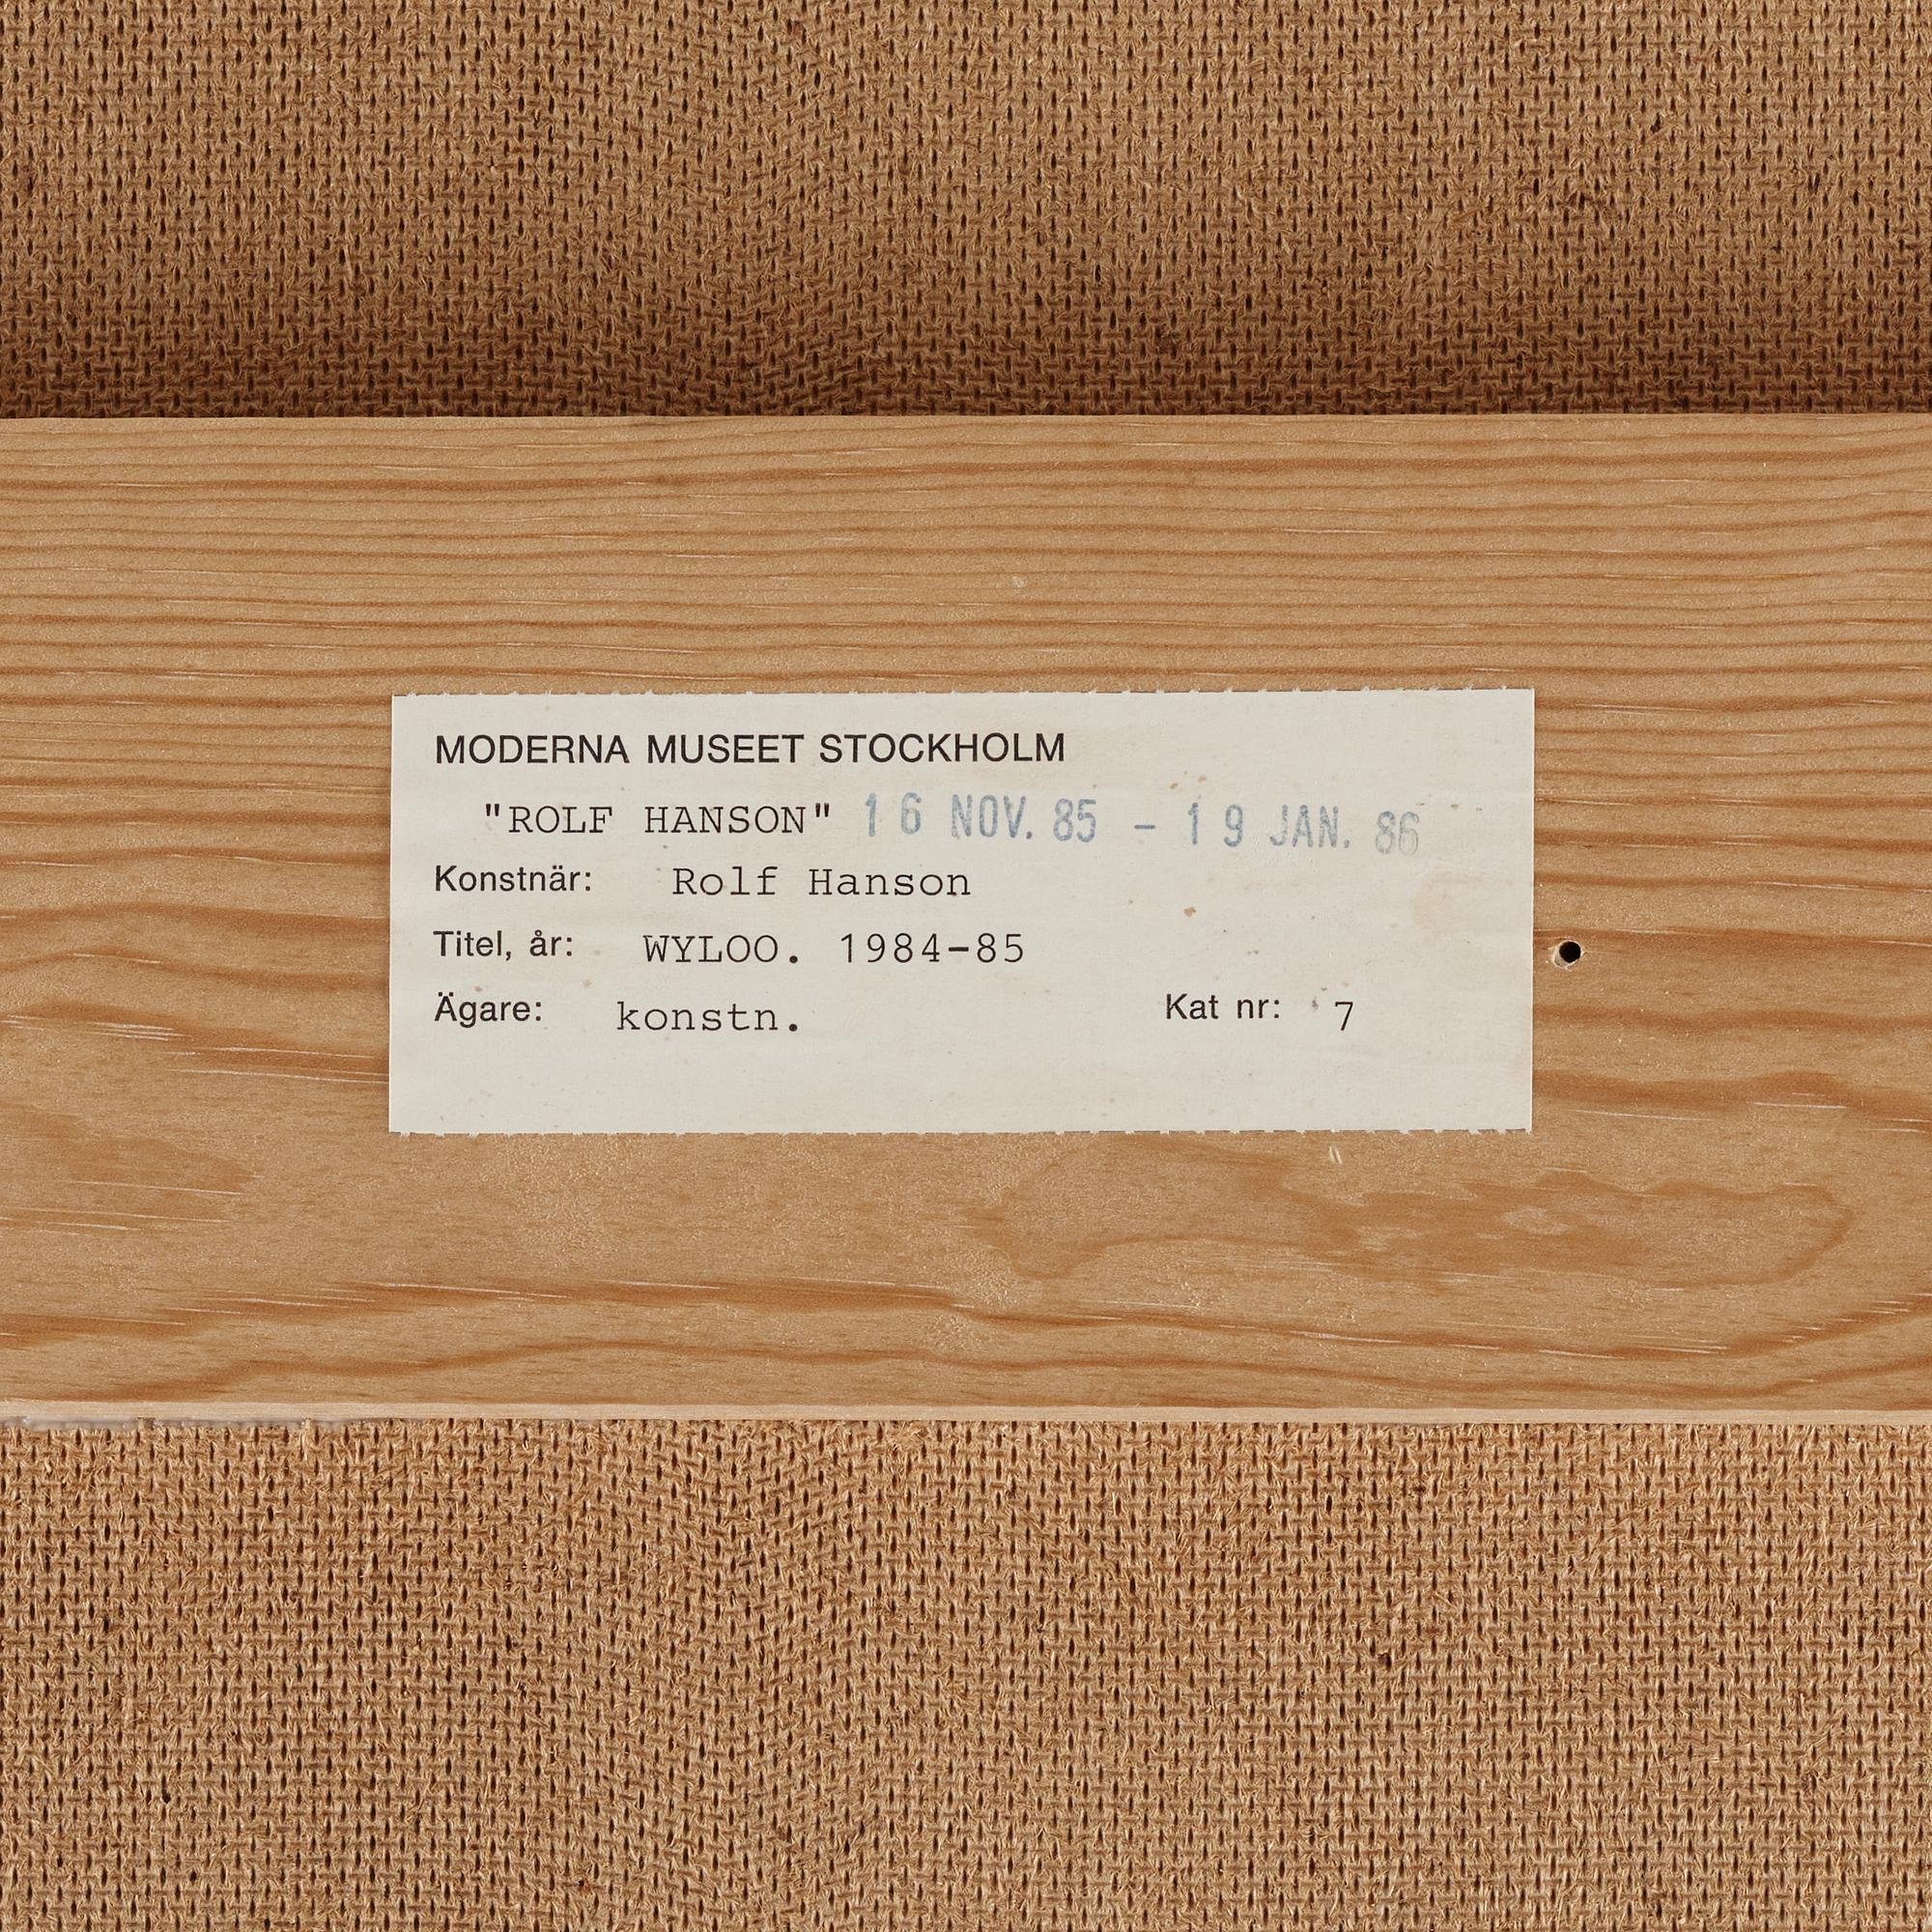 MODERNA MUSEET STOCKHOLM
"ROLF HANSON" 16 NOV. 85 - 19 JAN. 86
Konstnär: Rolf Hanson
Titel, år: WYLOO. 1984-85
Ägare: konstn. Kat nr: 7